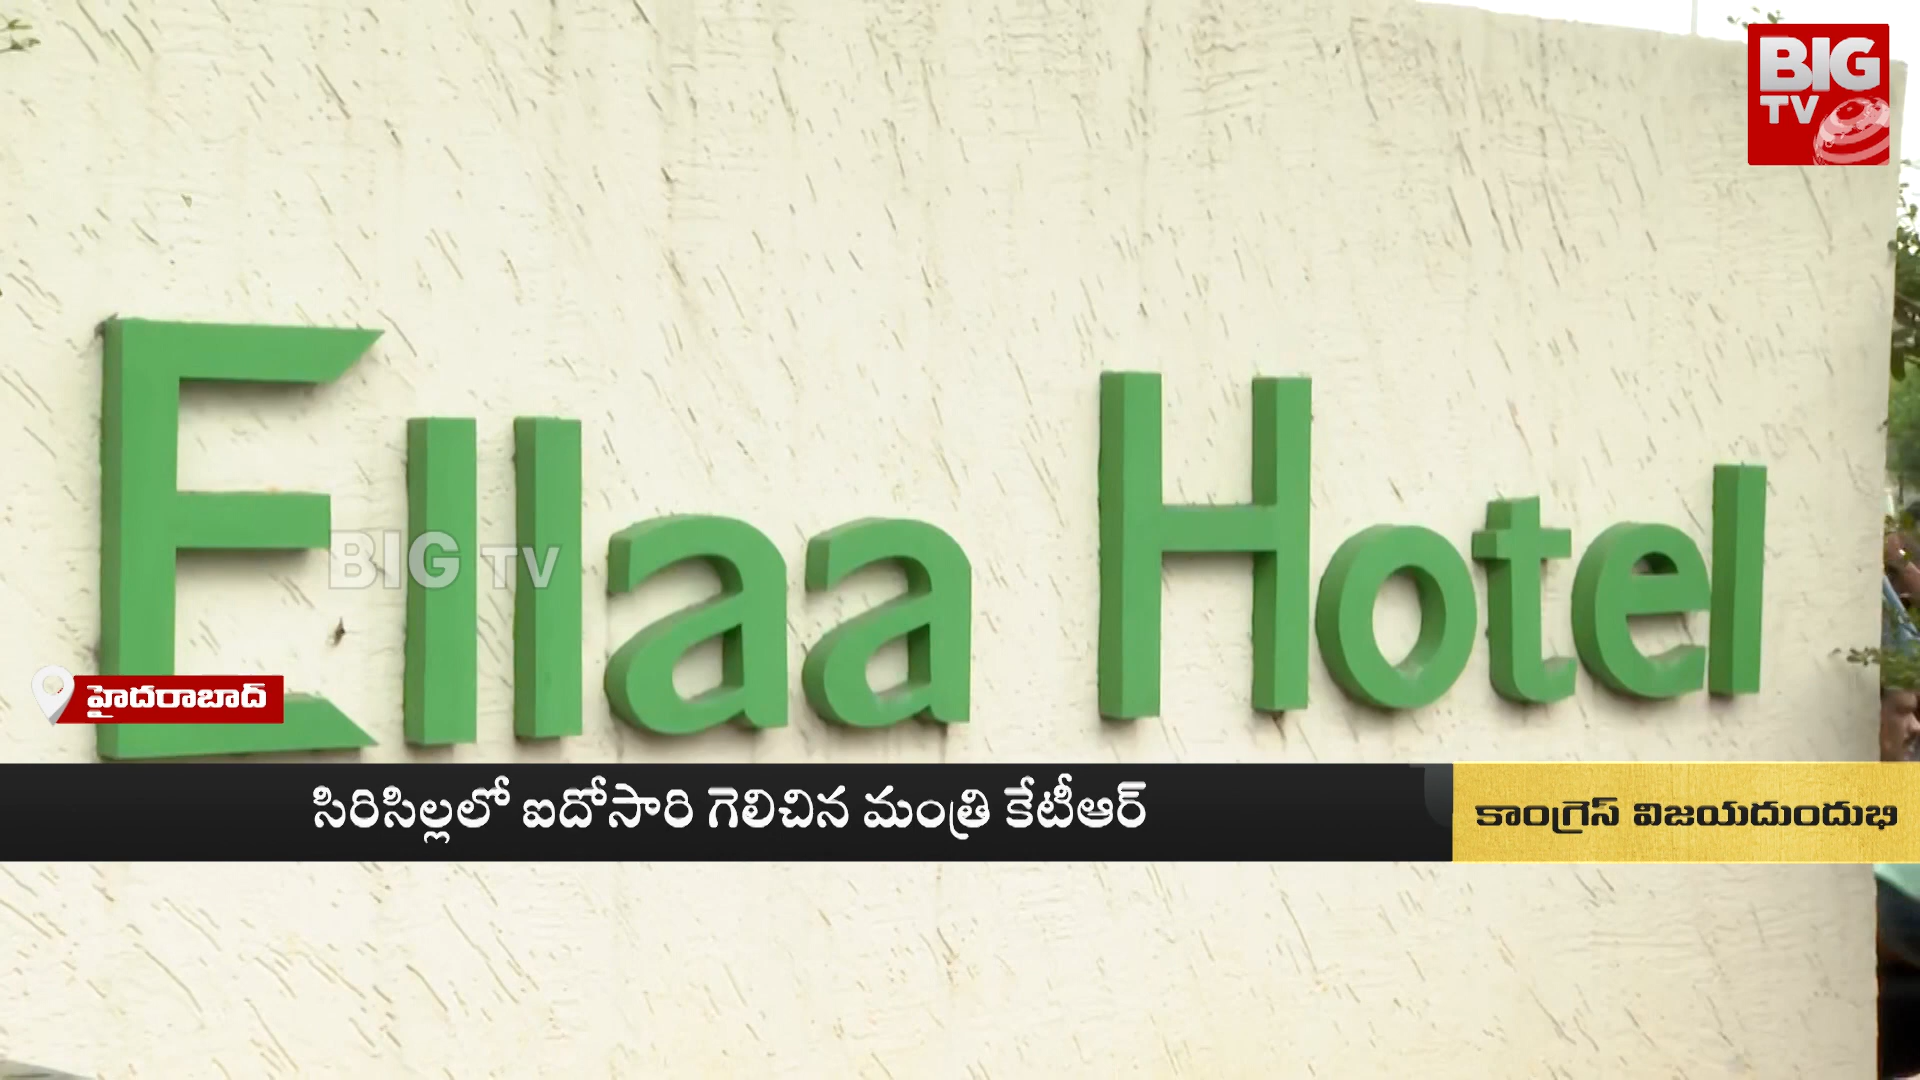 BIG
TV
Ellaa Hotel
BIG TV
హైదరాబాద్
సిరిసిల్లలో ఐదోసారి గెలిచిన మంత్రి కేటీఆర్
కాంగ్రెస్ విజయదుందుభి